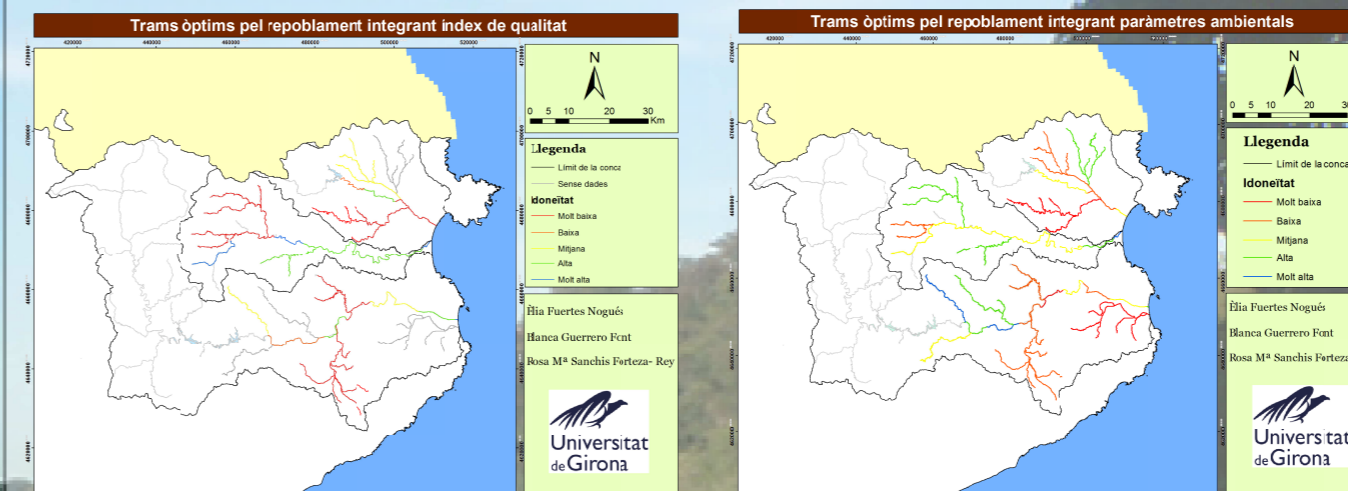 Trams òptims pel repoblament integrant index de qualitat
420000 440000 460000 480000 500000 520000
N
0 5 10 20 30
Km
Llegenda
Límit de la conca
Sense dades
Idoneïtat
Molt baixa
Baixa
Mitjana
Alta
Molt alta
Èlia Fuertes Nogués
Blanca Guerrero Font
Rosa Mª Sanchis Forteza- Rey
Universitat
de Girona
Trams òptims pel repoblament integrant paràmetres ambientals
420000 440000 460000 480000
N
0 5 10 20 30
Llegenda
Límit de la conca
Idoneïtat
Molt baixa
Baixa
Mitjana
Alta
Molt alta
Èlia Fuertes Nogués
Blanca Guerrero Font
Rosa Mª Sanchis Forteza
Universitat
de Girona